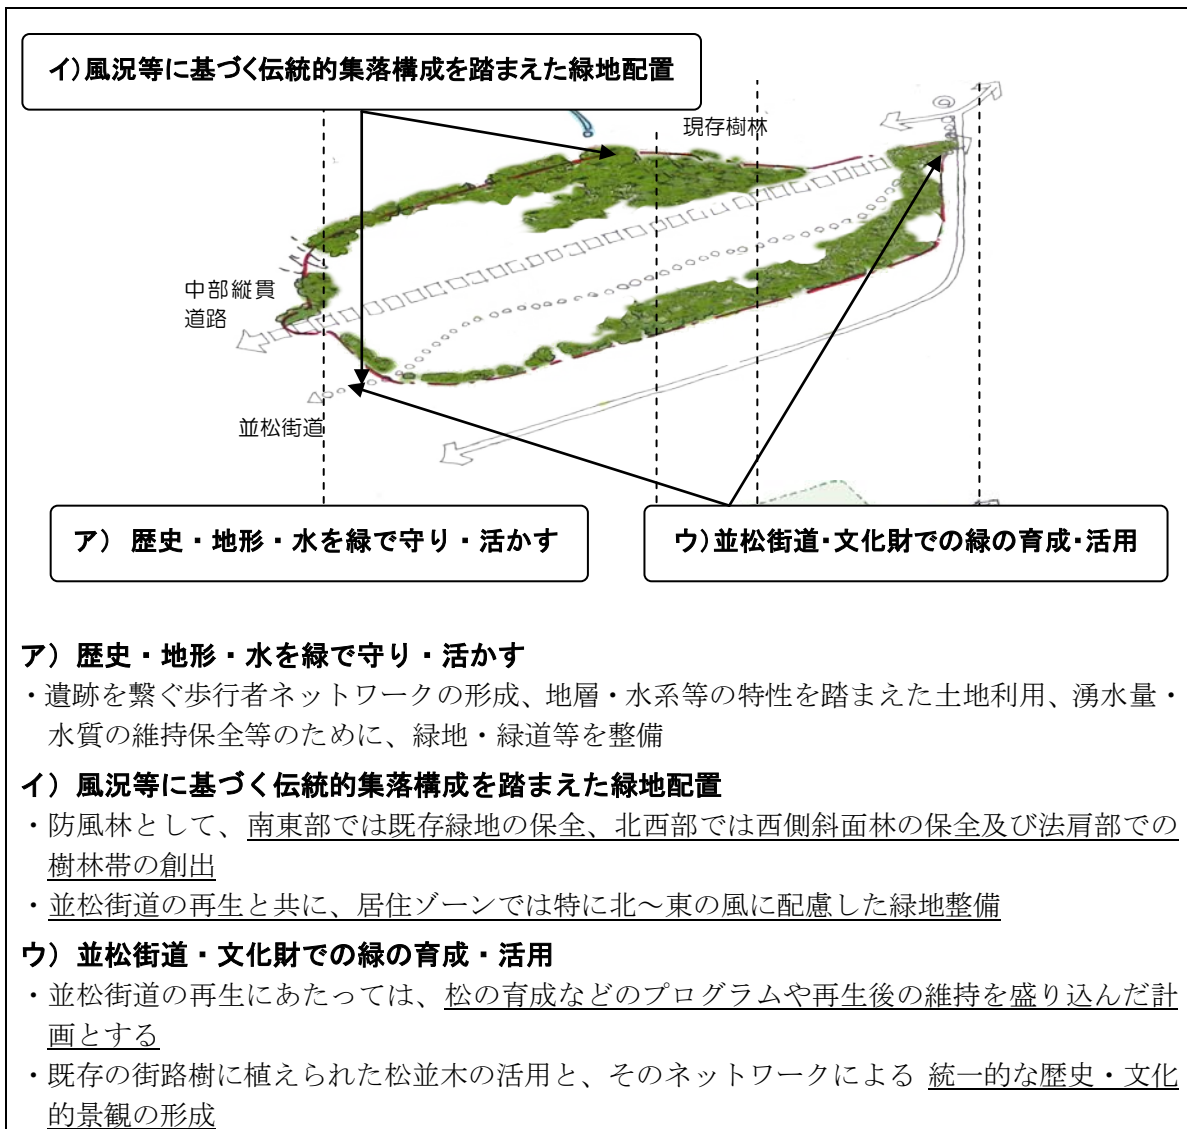 イ)風況等に基づく伝統的集落構成を踏まえた緑地配置
現存樹林
中部縦貫
道路
並松街道
ア） 歴史・地形・水を緑で守り・活かす
ウ)並松街道・文化財での緑の育成・活用
ア）歴史・地形・水を緑で守り・活かす
・遺跡を繋ぐ歩行者ネットワークの形成、地層・水系等の特性を踏まえた土地利用、湧水量・
水質の維持保全等のために、緑地・緑道等を整備
イ）風況等に基づく伝統的集落構成を踏まえた緑地配置
・防風林として、南東部では既存緑地の保全、北西部では西側斜面林の保全及び法肩部での
樹林帯の創出
・並松街道の再生と共に、居住ゾーンでは特に北～東の風に配慮した緑地整備
ウ）並松街道・文化財での緑の育成・活用
・並松街道の再生にあたっては、松の育成などのプログラムや再生後の維持を盛り込んだ計
画とする
・既存の街路樹に植えられた松並木の活用と、そのネットワークによる 統一的な歴史・文化
的景観の形成